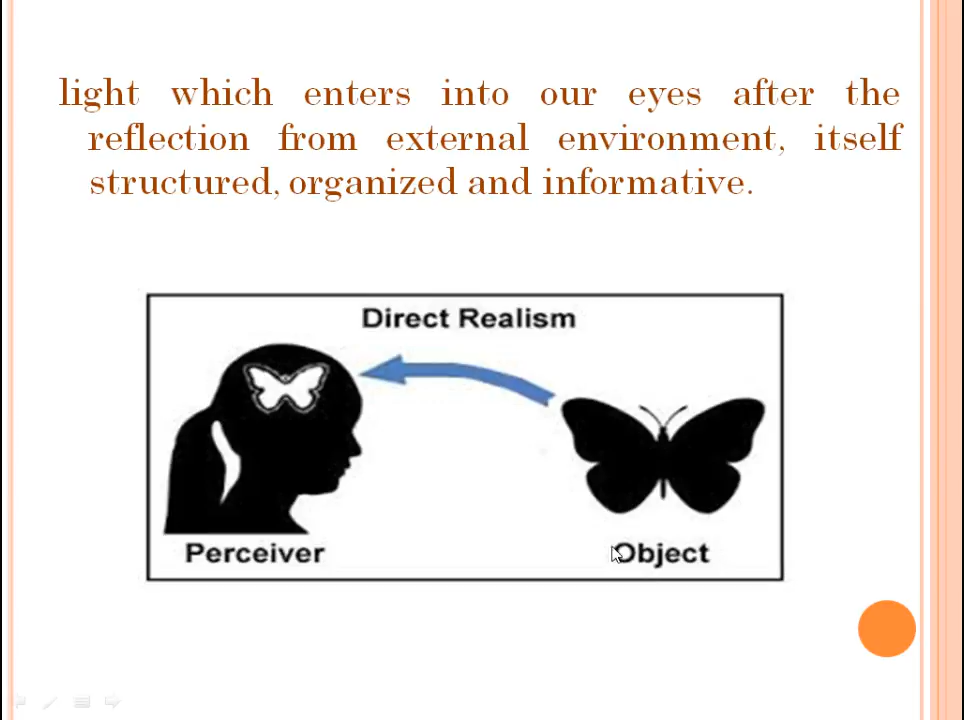 light which enters into our eyes after the
reflection from external environment, itself
structured, organized and informative.
Direct Realism
Perceiver
Object